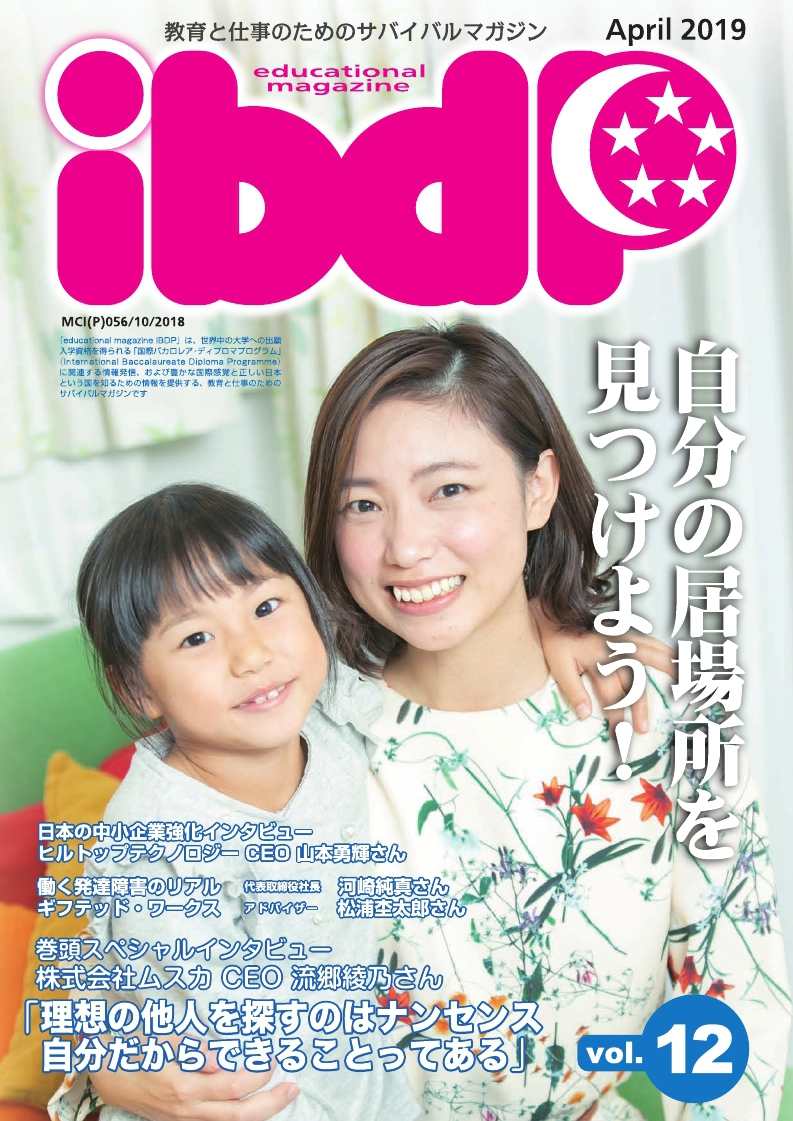 教育と仕事のためのサバイバルマガジン
April 2019
educational
magazine
ibdp
MCI(P)056/10/2018
「educational magazine IBDP」は、世界中の大学への出願
入学資格を得られる「国際バカロレア・ディプロマプログラム」
(International Baccalaureate Diploma Programme)
に関連する情報発信、および豊かな国際感覚と正しい日本
という国を知るための情報を提供する、教育と仕事のための
サバイバルマガジンです
自分の居場所を
見つけよう！
日本の中小企業強化インタビュー
ヒルトップテクノロジー CEO 山本勇輝さん
働く発達障害のリアル 代表取締役社長 河崎純真さん
ギフテッド・ワークス アドバイザー 松浦杢太郎さん
巻頭スペシャルインタビュー
株式会社ムスカ CEO 流郷綾乃さん
「理想の他人を探すのはナンセンス
自分だからできることってある」
vol. 12